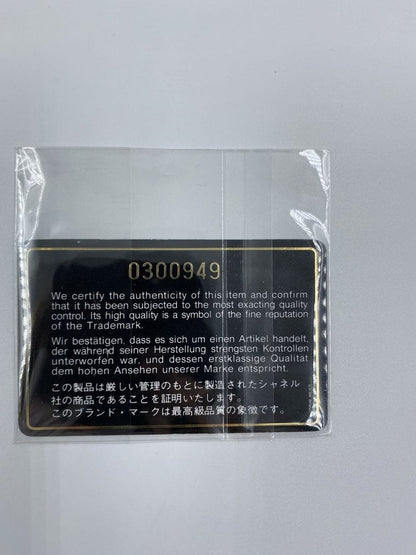 0300949
We certify the authenticity of this item and confirm
that it has been subjected to the most exacting quality
control. Its high quality is a symbol of the fine reputation
of the Trademark.
Wir bestätigen, dass es sich um einen Artikel handelt,
der während seiner Herstellung strengsten Kontrollen
unterworfen war, und dessen erstklassige Qualität
dem hohen Ansehen unserer Marke entspricht.
この製品は厳しい管理のもとに製造されたシャネル
社の商品であることを証明いたします。
このブランド・マークは最高級品質の象徴です。